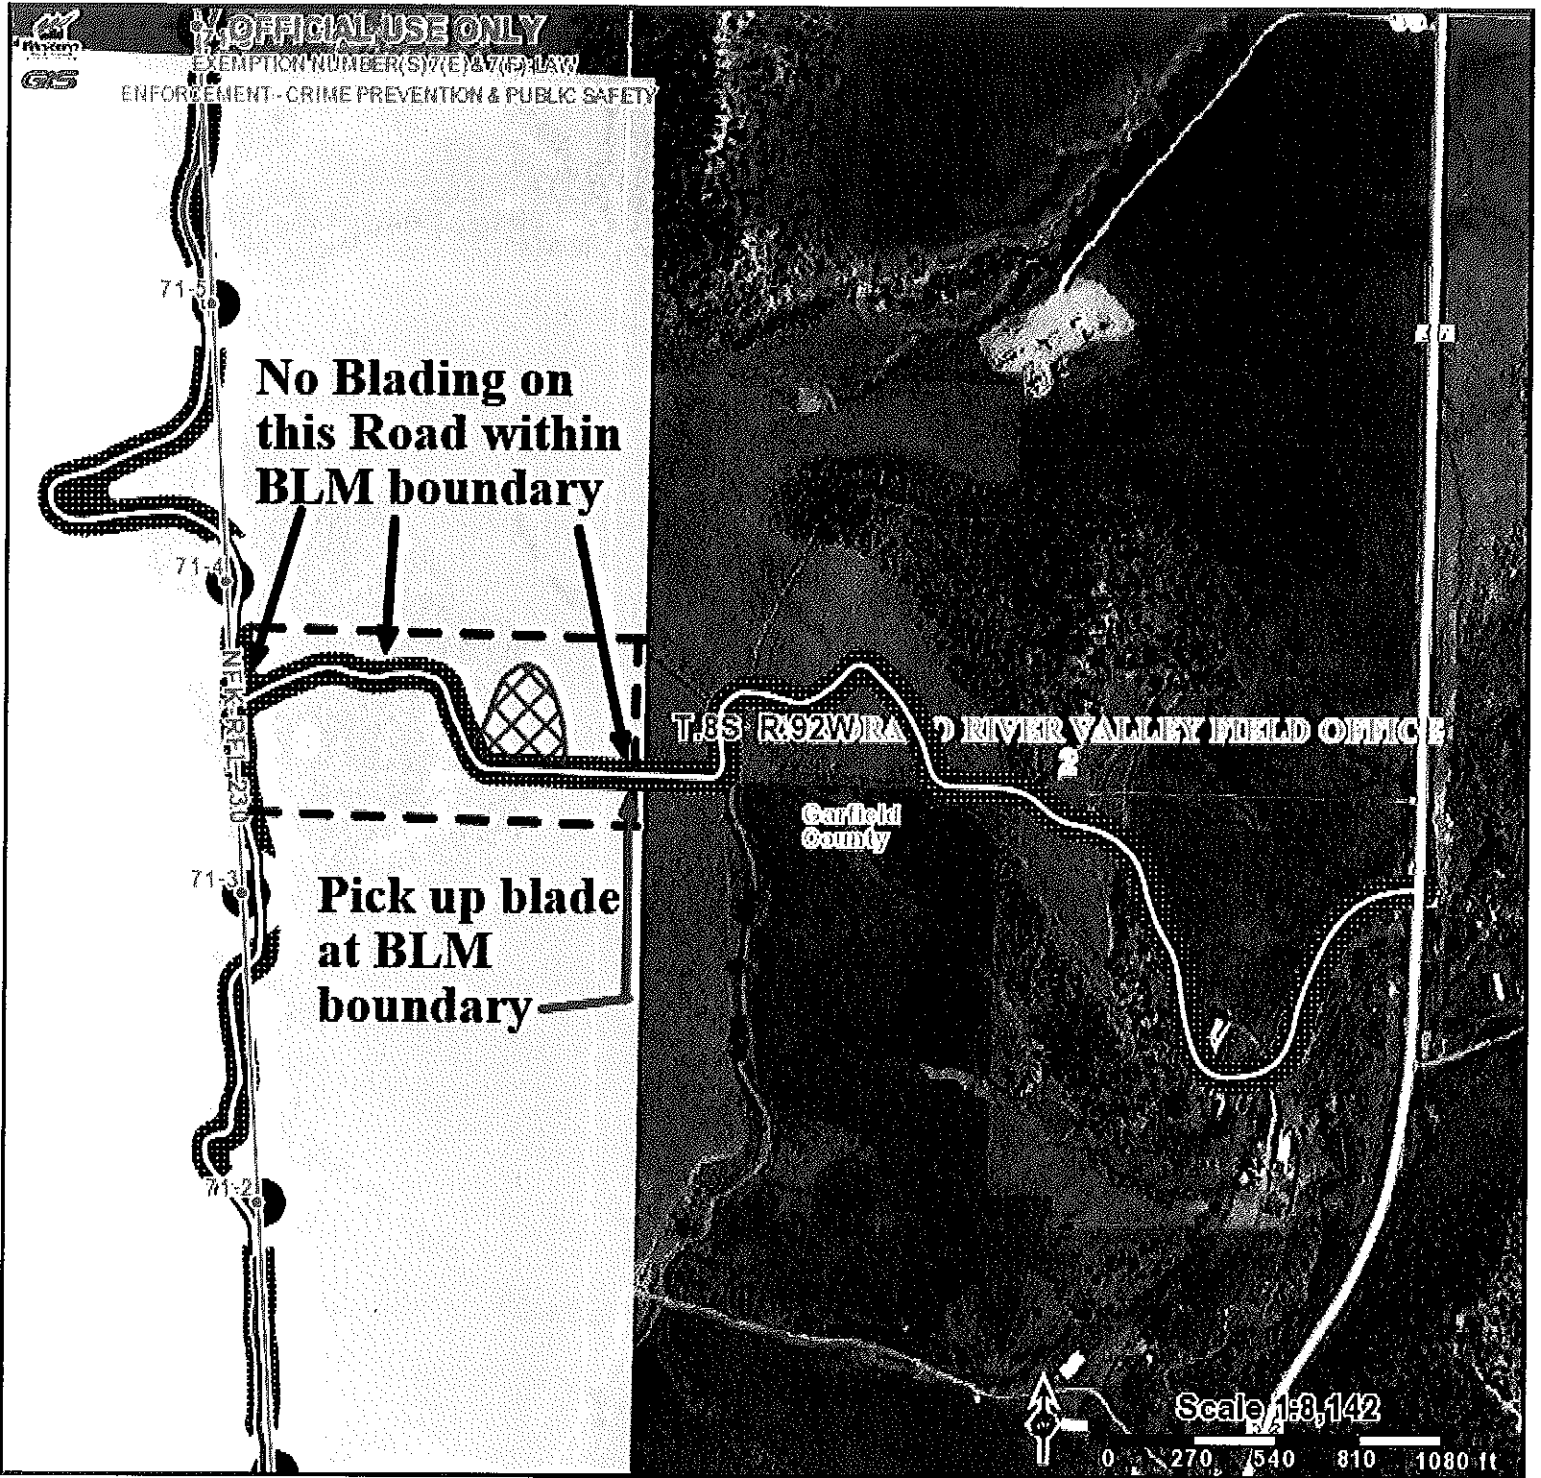 OFFICIAL USE ONLY
EXEMPTION NUMBER(S) 7(E) & 7(F): LAW
ENFORCEMENT - CRIME PREVENTION & PUBLIC SAFETY
GIS
71-5
No Blading on
this Road within
BLM boundary
71-4
T.8S R.92W RIVER VALLEY FIELD OFFICE
2
Garfield
County
71-3
Pick up blade
at BLM
boundary
71-2
Scale 1:8,142
0 270 540 810 1080 ft